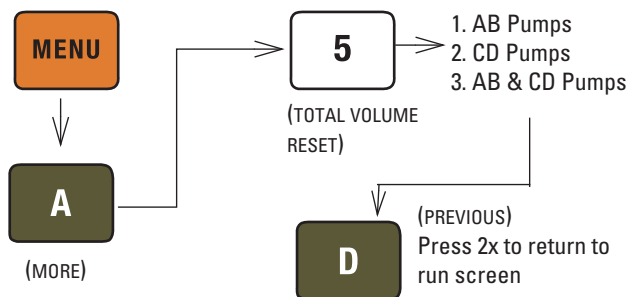 MENU
A
(MORE)
5
(TOTAL VOLUME
RESET)
1. AB Pumps
2. CD Pumps
3. AB & CD Pumps
D
(PREVIOUS)
Press 2x to return to
run screen